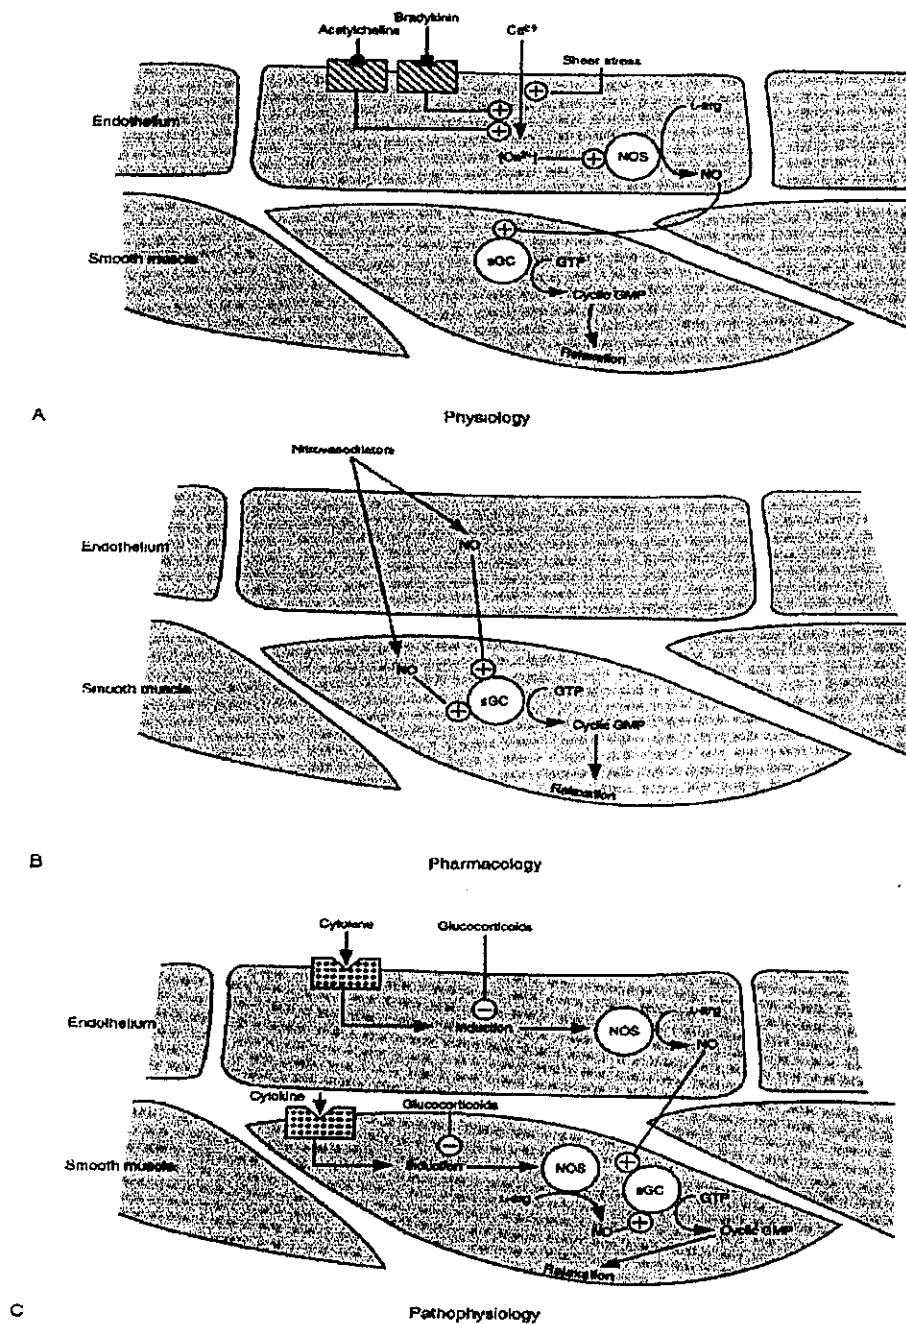 Bradykinin
Acetylcholine
Ca2+
Shear stress
Endothelium
L-arg
[Ca2+]
NOS
NO
Smooth muscle
sGC
GTP
Cyclic GMP
Relaxation
A
Physiology
Nitrovasodilators
Endothelium
NO
Smooth muscle
NO
sGC
GTP
Cyclic GMP
Relaxation
B
Pharmacology
Cytokine
Glucocorticoids
Endothelium
Induction
NOS
L-arg
NO
Cytokine
Glucocorticoids
Smooth muscle
Induction
NOS
sGC
L-arg
GTP
NO
Cyclic GMP
Relaxation
C
Pathophysiology